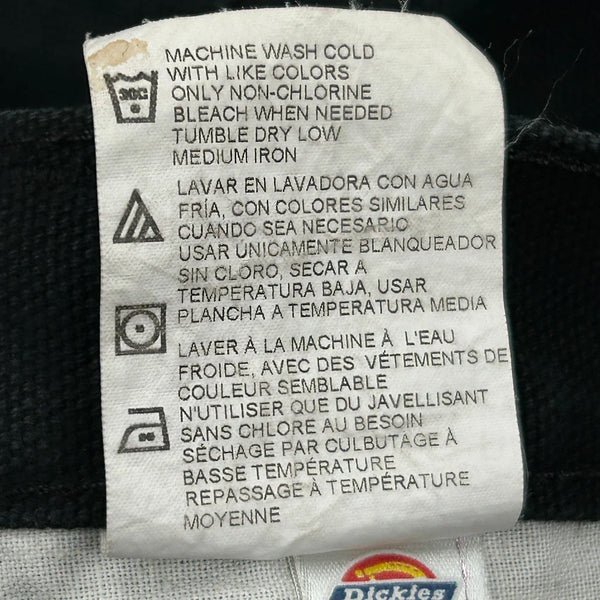 MACHINE WASH COLD
WITH LIKE COLORS
ONLY NON-CHLORINE
BLEACH WHEN NEEDED
TUMBLE DRY LOW
MEDIUM IRON
30C
LAVAR EN LAVADORA CON AGUA
FRÍA, CON COLORES SIMILARES
CUANDO SEA NECESARIO
USAR ÚNICAMENTE BLANQUEADOR
SIN CLORO, SECAR A
TEMPERATURA BAJA, USAR
PLANCHA A TEMPERATURA MEDIA
LAVER À LA MACHINE À L'EAU
FROIDE, AVEC DES VÉTEMENTS DE
COULEUR SEMBLABLE
N'UTILISER QUE DU JAVELLISANT
SANS CHLORE AU BESOIN
SÉCHAGE PAR CULBUTAGE À
BASSE TEMPÉRATURE
REPASSAGE À TEMPÉRATURE
MOYENNE
Dickies